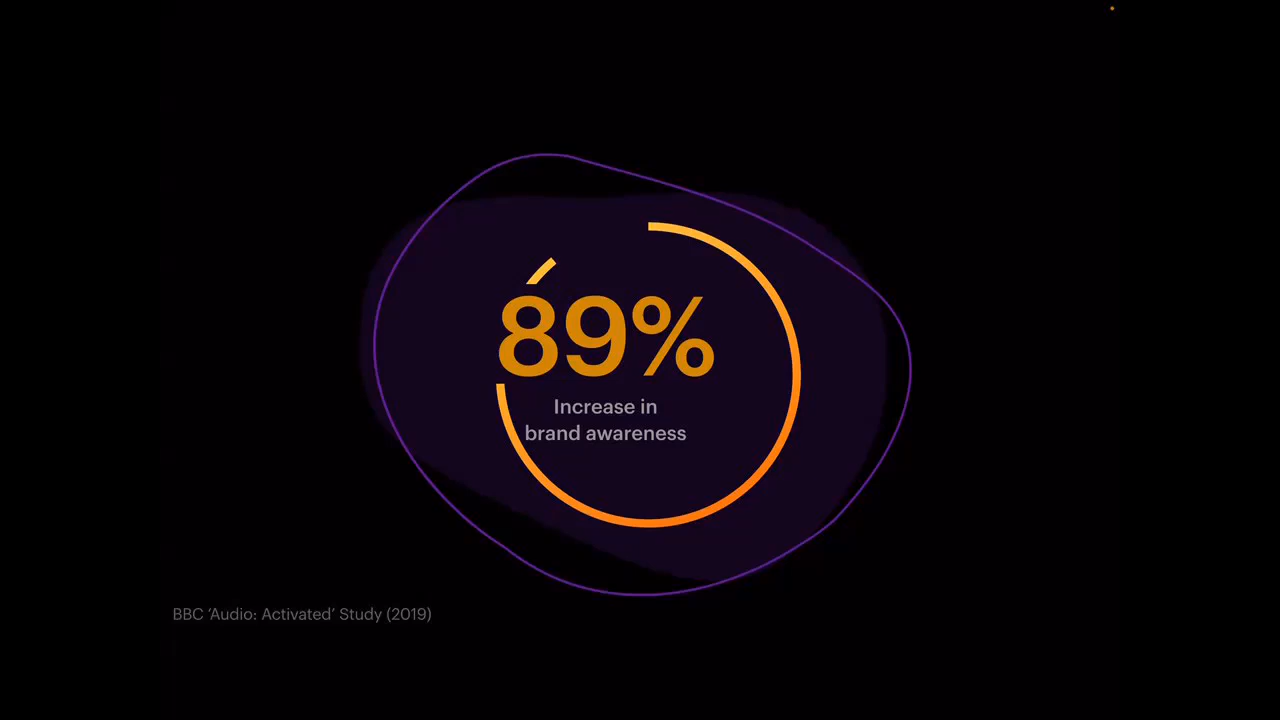 89%
Increase in
brand awareness
BBC ‘Audio: Activated’ Study (2019)